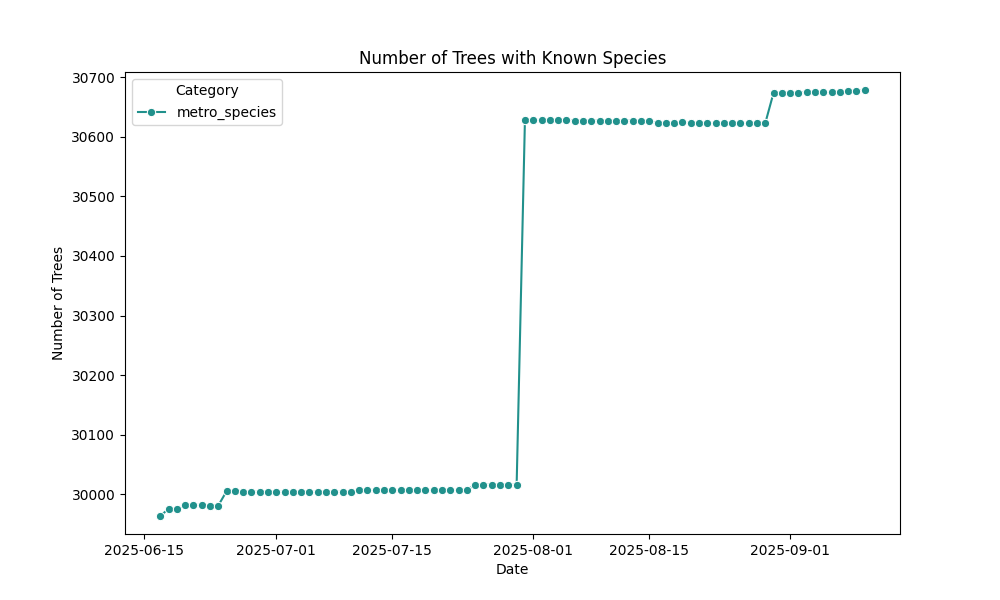 Number of Trees with Known Species
Category
metro_species
30700
30600
30500
30400
30300
30200
30100
30000
Number of Trees
2025-06-15
2025-07-01
2025-07-15
2025-08-01
2025-08-15
2025-09-01
Date